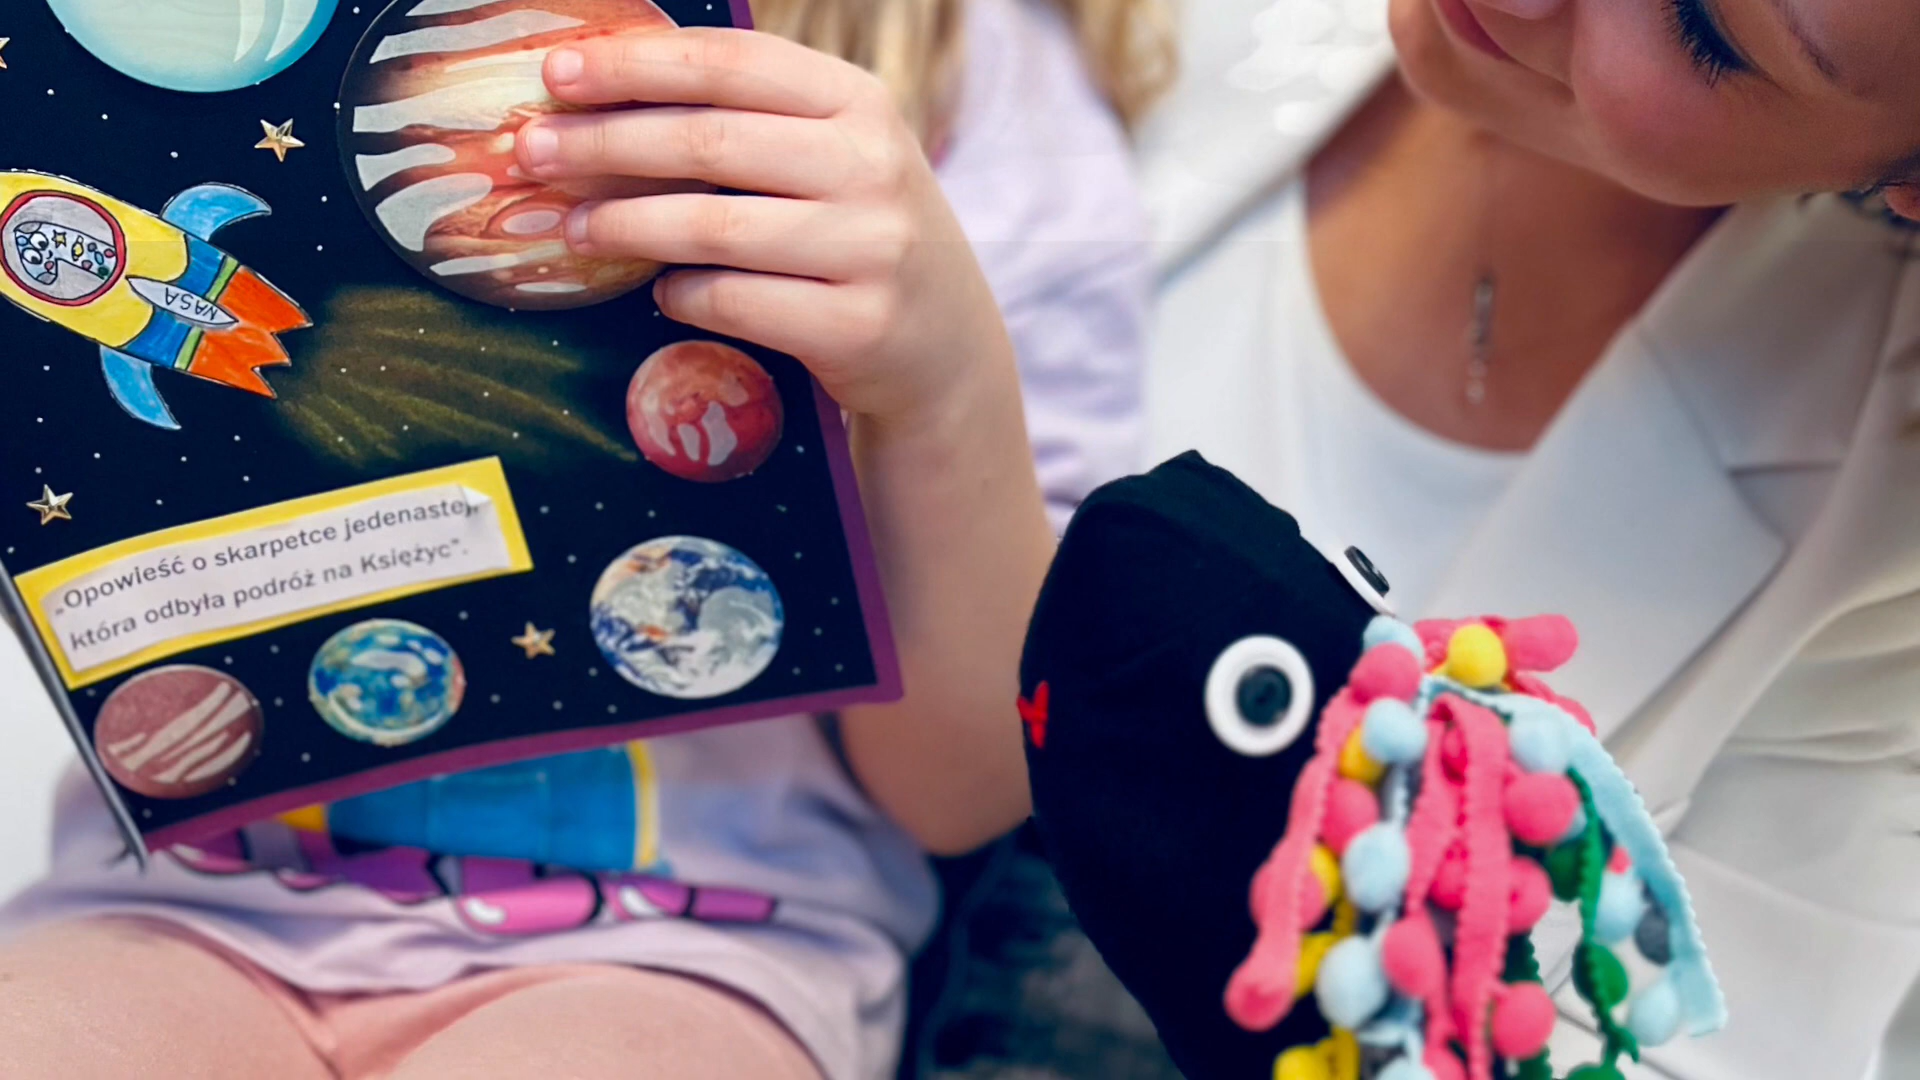 NASA
„Opowieść o skarpetce jedenastej,
która odbyła podróż na Księżyc”.